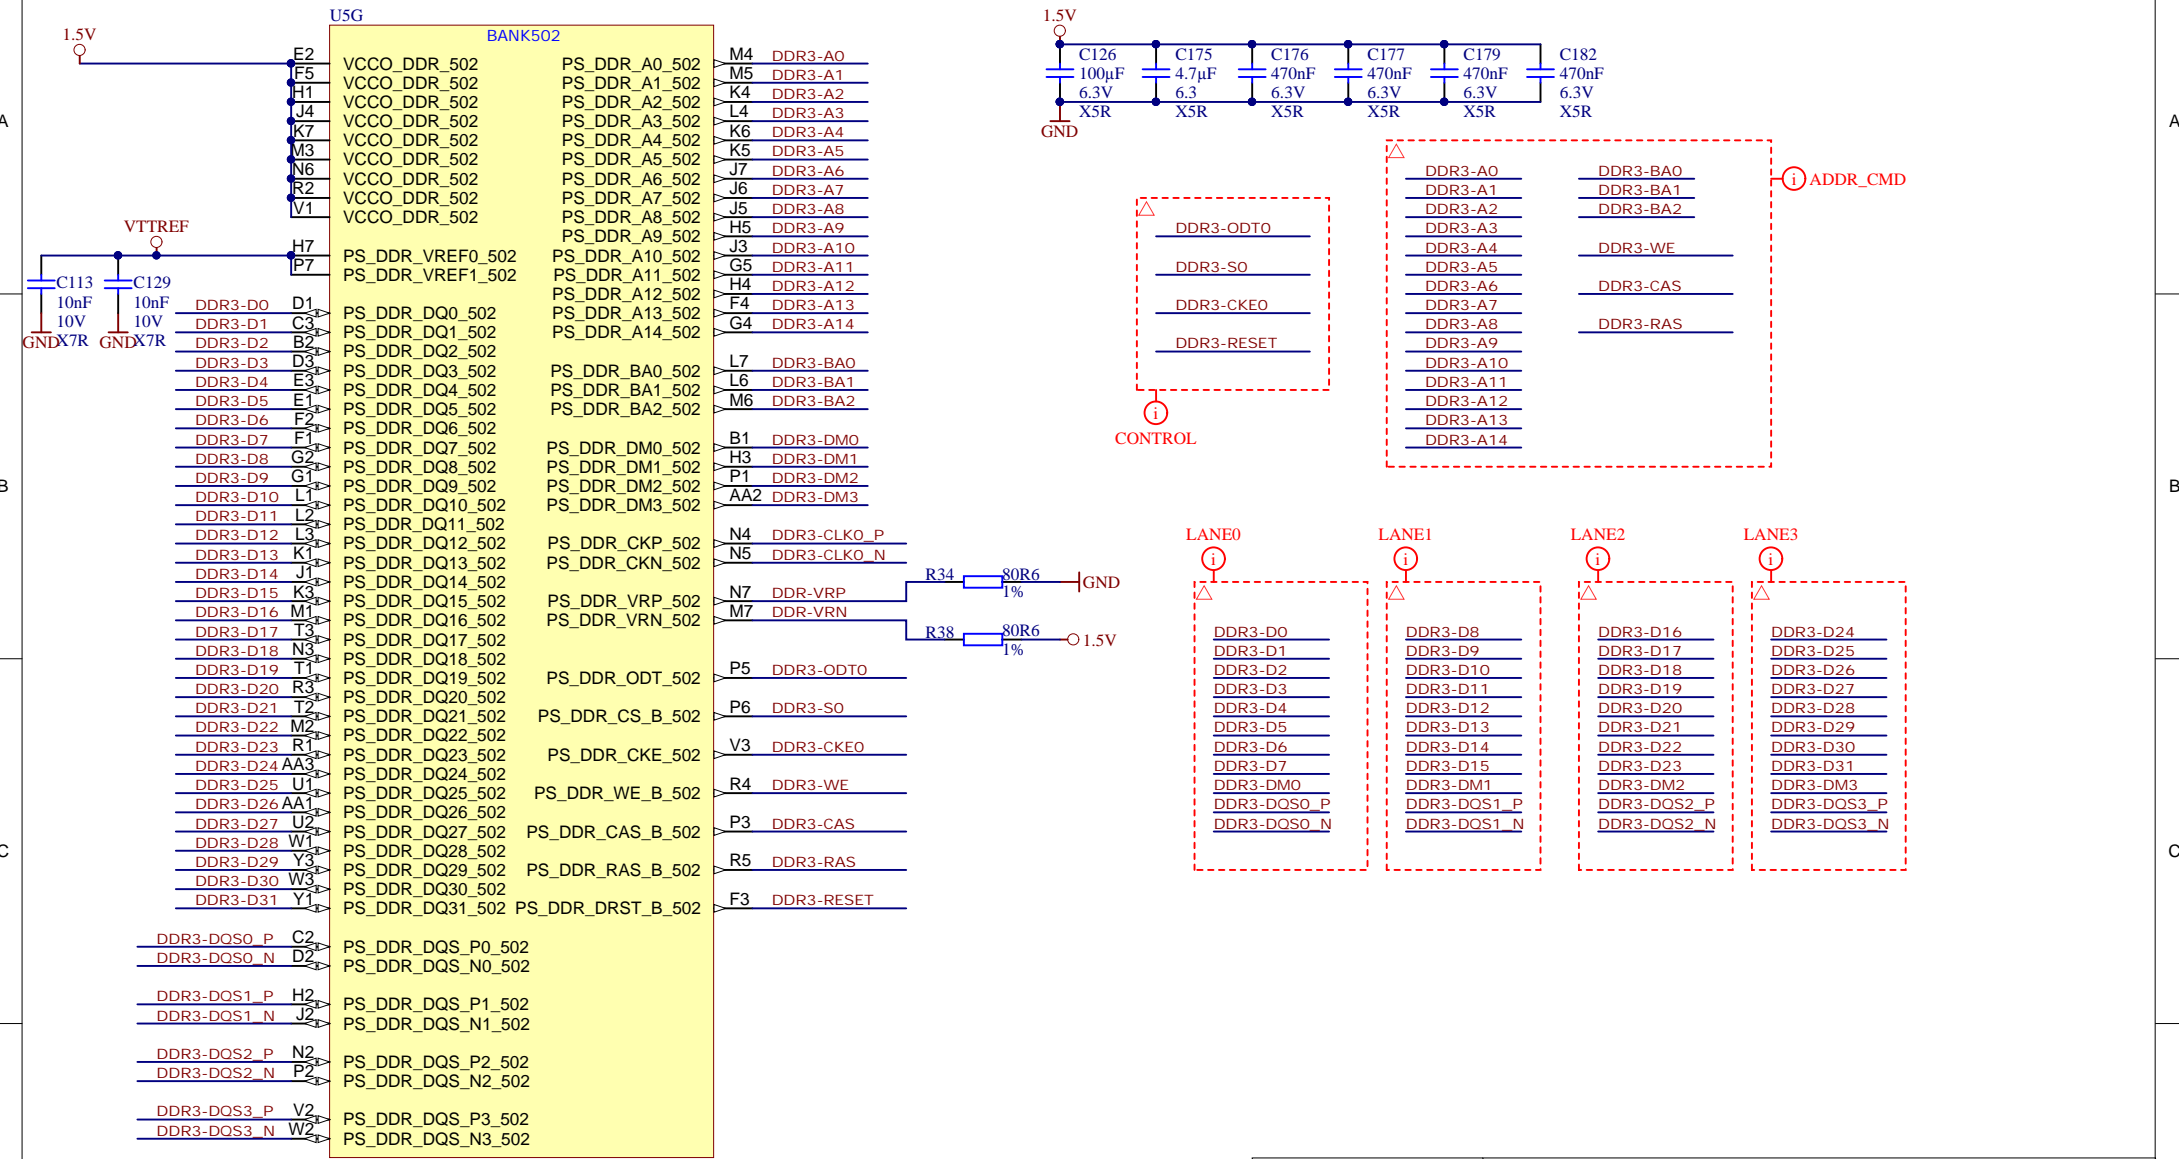 U5G
BANK502
1.5V
E2 VCCO_DDR_502
F5 VCCO_DDR_502
H1 VCCO_DDR_502
J4 VCCO_DDR_502
K7 VCCO_DDR_502
M3 VCCO_DDR_502
N6 VCCO_DDR_502
R2 VCCO_DDR_502
V1 VCCO_DDR_502
VTTREF
H7 PS_DDR_VREF0_502
P7 PS_DDR_VREF1_502
C113
10nF
10V
X7R
GND
C129
10nF
10V
X7R
GND
DDR3-D0 D1 PS_DDR_DQ0_502
DDR3-D1 C3 PS_DDR_DQ1_502
DDR3-D2 B2 PS_DDR_DQ2_502
DDR3-D3 D3 PS_DDR_DQ3_502
DDR3-D4 E3 PS_DDR_DQ4_502
DDR3-D5 E1 PS_DDR_DQ5_502
DDR3-D6 F2 PS_DDR_DQ6_502
DDR3-D7 F1 PS_DDR_DQ7_502
DDR3-D8 G2 PS_DDR_DQ8_502
DDR3-D9 G1 PS_DDR_DQ9_502
DDR3-D10 L1 PS_DDR_DQ10_502
DDR3-D11 L2 PS_DDR_DQ11_502
DDR3-D12 L3 PS_DDR_DQ12_502
DDR3-D13 K1 PS_DDR_DQ13_502
DDR3-D14 J1 PS_DDR_DQ14_502
DDR3-D15 K3 PS_DDR_DQ15_502
DDR3-D16 M1 PS_DDR_DQ16_502
DDR3-D17 T3 PS_DDR_DQ17_502
DDR3-D18 N3 PS_DDR_DQ18_502
DDR3-D19 T1 PS_DDR_DQ19_502
DDR3-D20 R3 PS_DDR_DQ20_502
DDR3-D21 T2 PS_DDR_DQ21_502
DDR3-D22 M2 PS_DDR_DQ22_502
DDR3-D23 R1 PS_DDR_DQ23_502
DDR3-D24 AA3 PS_DDR_DQ24_502
DDR3-D25 U1 PS_DDR_DQ25_502
DDR3-D26 AA1 PS_DDR_DQ26_502
DDR3-D27 U2 PS_DDR_DQ27_502
DDR3-D28 W1 PS_DDR_DQ28_502
DDR3-D29 Y3 PS_DDR_DQ29_502
DDR3-D30 W3 PS_DDR_DQ30_502
DDR3-D31 Y1 PS_DDR_DQ31_502
DDR3-DQS0_P C2 PS_DDR_DQS_P0_502
DDR3-DQS0_N D2 PS_DDR_DQS_N0_502
DDR3-DQS1_P H2 PS_DDR_DQS_P1_502
DDR3-DQS1_N J2 PS_DDR_DQS_N1_502
DDR3-DQS2_P N2 PS_DDR_DQS_P2_502
DDR3-DQS2_N P2 PS_DDR_DQS_N2_502
DDR3-DQS3_P V2 PS_DDR_DQS_P3_502
DDR3-DQS3_N W2 PS_DDR_DQS_N3_502
PS_DDR_A0_502 M4 DDR3-A0
PS_DDR_A1_502 M5 DDR3-A1
PS_DDR_A2_502 K4 DDR3-A2
PS_DDR_A3_502 L4 DDR3-A3
PS_DDR_A4_502 K6 DDR3-A4
PS_DDR_A5_502 K5 DDR3-A5
PS_DDR_A6_502 J7 DDR3-A6
PS_DDR_A7_502 J6 DDR3-A7
PS_DDR_A8_502 J5 DDR3-A8
PS_DDR_A9_502 H5 DDR3-A9
PS_DDR_A10_502 J3 DDR3-A10
PS_DDR_A11_502 G5 DDR3-A11
PS_DDR_A12_502 H4 DDR3-A12
PS_DDR_A13_502 F4 DDR3-A13
PS_DDR_A14_502 G4 DDR3-A14
PS_DDR_BA0_502 L7 DDR3-BA0
PS_DDR_BA1_502 L6 DDR3-BA1
PS_DDR_BA2_502 M6 DDR3-BA2
PS_DDR_DM0_502 B1 DDR3-DM0
PS_DDR_DM1_502 H3 DDR3-DM1
PS_DDR_DM2_502 P1 DDR3-DM2
PS_DDR_DM3_502 AA2 DDR3-DM3
PS_DDR_CKP_502 N4 DDR3-CLK0_P
PS_DDR_CKN_502 N5 DDR3-CLK0_N
PS_DDR_VRP_502 N7 DDR-VRP
PS_DDR_VRN_502 M7 DDR-VRN
PS_DDR_ODT_502 P5 DDR3-ODT0
PS_DDR_CS_B_502 P6 DDR3-S0
PS_DDR_CKE_502 V3 DDR3-CKE0
PS_DDR_WE_B_502 R4 DDR3-WE
PS_DDR_CAS_B_502 P3 DDR3-CAS
PS_DDR_RAS_B_502 R5 DDR3-RAS
PS_DDR_DRST_B_502 F3 DDR3-RESET
R34 80R6 GND
1%
R38 80R6 1.5V
1%
1.5V
GND
C126
100µF
6.3V
X5R
C175
4.7µF
6.3
X5R
C176
470nF
6.3V
X5R
C177
470nF
6.3V
X5R
C179
470nF
6.3V
X5R
C182
470nF
6.3V
X5R
DDR3-ODT0
DDR3-S0
DDR3-CKE0
DDR3-RESET
i
CONTROL
DDR3-A0
DDR3-A1
DDR3-A2
DDR3-A3
DDR3-A4
DDR3-A5
DDR3-A6
DDR3-A7
DDR3-A8
DDR3-A9
DDR3-A10
DDR3-A11
DDR3-A12
DDR3-A13
DDR3-A14
DDR3-BA0
DDR3-BA1
DDR3-BA2
DDR3-WE
DDR3-CAS
DDR3-RAS
i ADDR_CMD
LANE0
i
DDR3-D0
DDR3-D1
DDR3-D2
DDR3-D3
DDR3-D4
DDR3-D5
DDR3-D6
DDR3-D7
DDR3-DM0
DDR3-DQS0_P
DDR3-DQS0_N
LANE1
i
DDR3-D8
DDR3-D9
DDR3-D10
DDR3-D11
DDR3-D12
DDR3-D13
DDR3-D14
DDR3-D15
DDR3-DM1
DDR3-DQS1_P
DDR3-DQS1_N
LANE2
i
DDR3-D16
DDR3-D17
DDR3-D18
DDR3-D19
DDR3-D20
DDR3-D21
DDR3-D22
DDR3-D23
DDR3-DM2
DDR3-DQS2_P
DDR3-DQS2_N
LANE3
i
DDR3-D24
DDR3-D25
DDR3-D26
DDR3-D27
DDR3-D28
DDR3-D29
DDR3-D30
DDR3-D31
DDR3-DM3
DDR3-DQS3_P
DDR3-DQS3_N
A
B
C
A
B
C